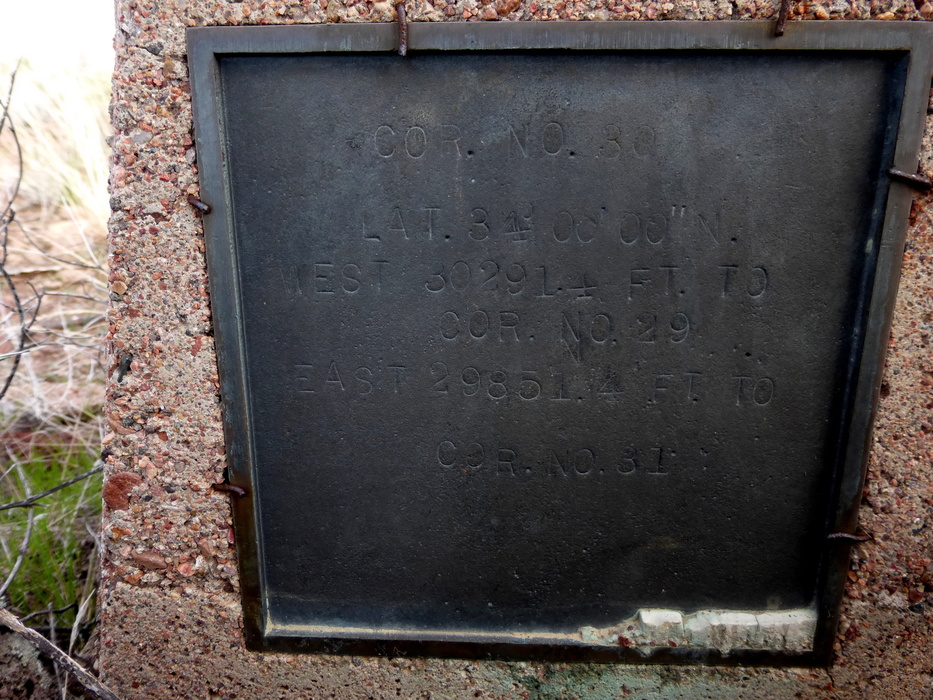 COR. NO. 30
LAT. 34° 00' 00" N.
WEST 30291.4 FT. TO
COR. NO. 29
EAST 29851.4 FT. TO
COR. NO. 31